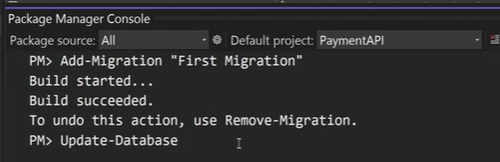 Package Manager Console
Package source: All Default project: PaymentAPI
PM> Add-Migration "First Migration"
Build started...
Build succeeded.
To undo this action, use Remove-Migration.
PM> Update-Database